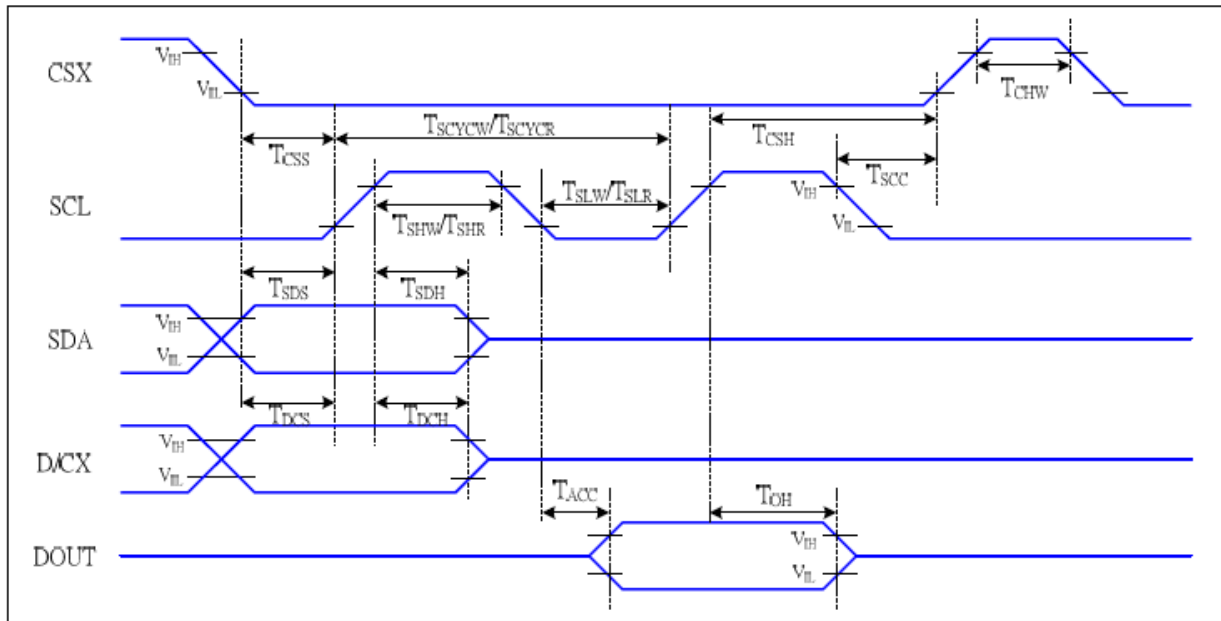 CSX
VIH
VIL
TCHW
TSCYCW/TSCYCR
TCSS
TCSH
TSCC
SCL
TSLW/TSLR
VIH
TSHW/TSHR
VIL
TSDS
TSDH
SDA
VIH
VIL
TDCS
TDCH
D/CX
VIH
VIL
TACC
TOH
DOUT
VIH
VIL